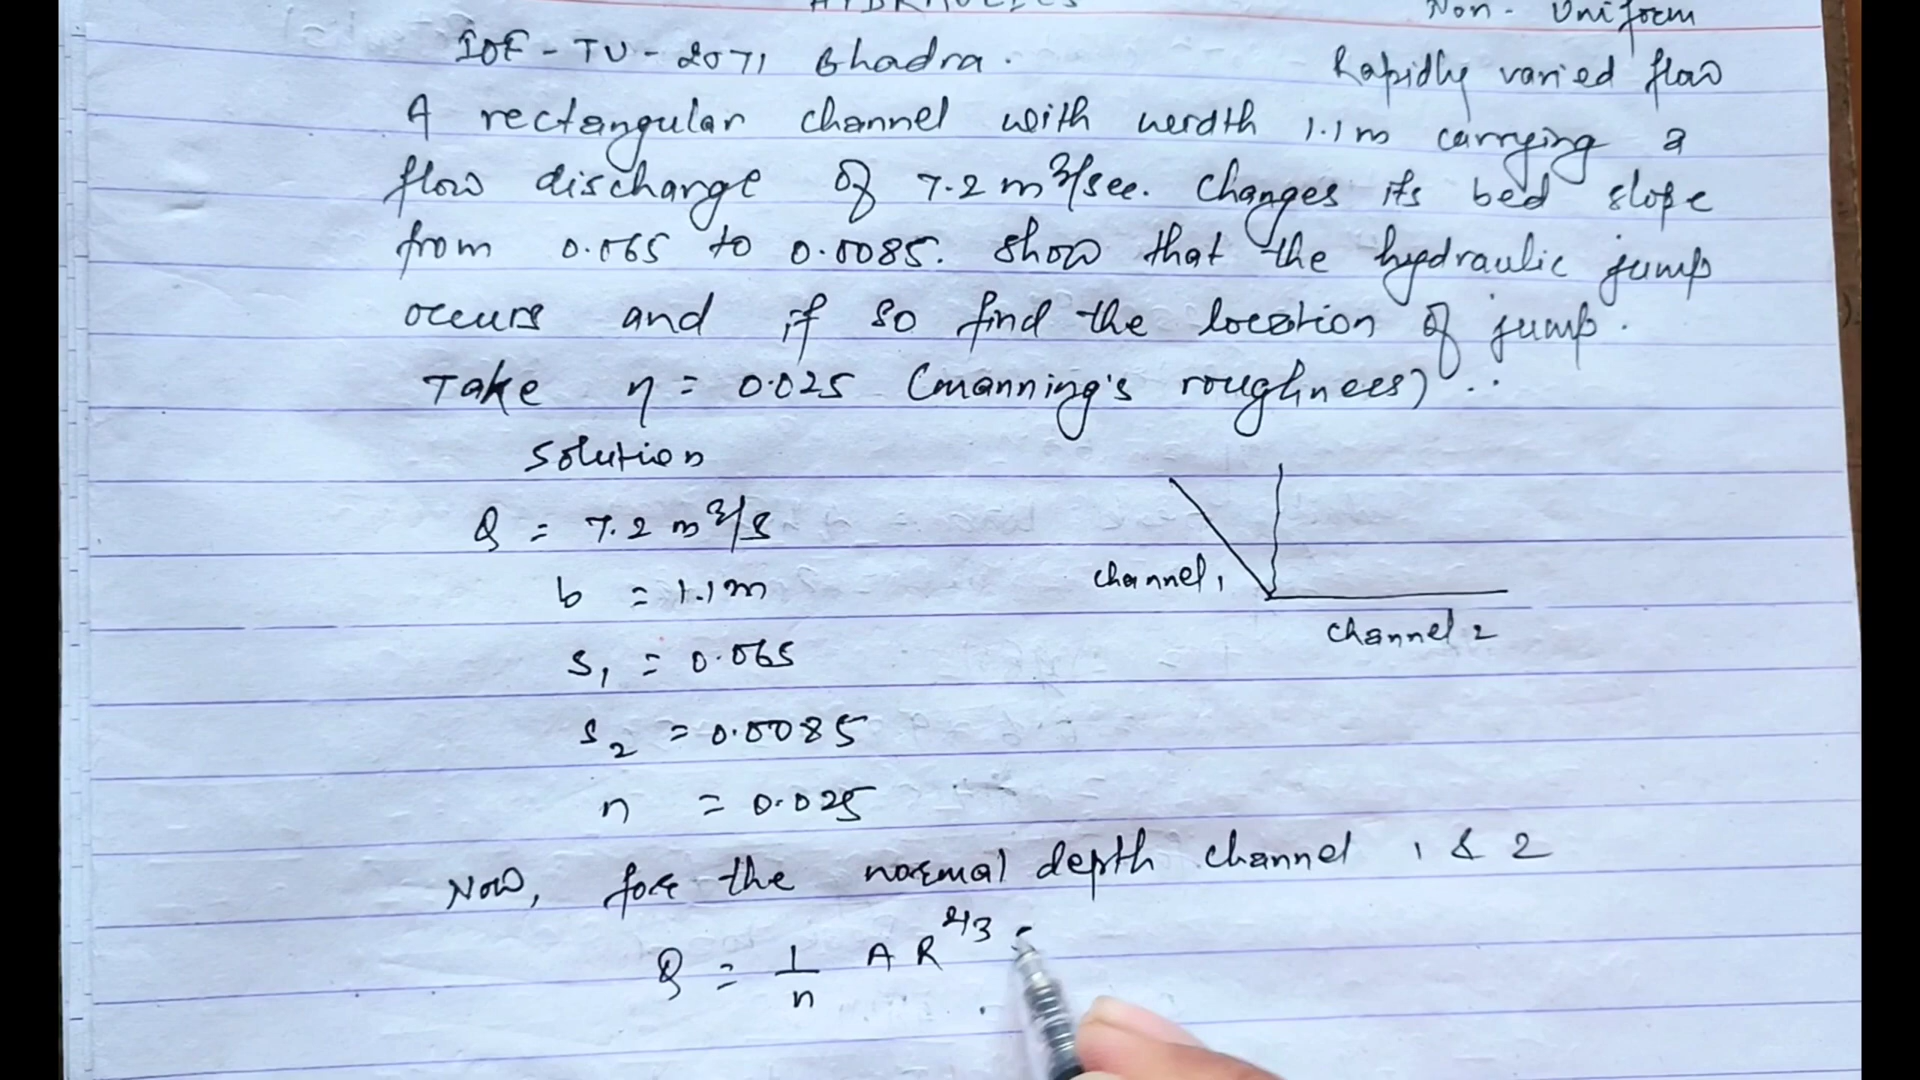 HYDRAULICS
Non - Uniform
IOE - TU - 2071 Bhadra.
Rapidly varied flow
A rectangular channel with width 1.1m carrying a
flow discharge of 7.2 m³/sec. Changes its bed slope
from 0.065 to 0.0085. Show that the hydraulic jump
occurs and if so find the location of jump.
Take η = 0.025 (manning's roughness)
Solution
Q = 7.2 m³/s
b = 1.1m
S₁ = 0.065
S₂ = 0.0085
n = 0.025
channel 1
channel 2
Now, for the normal depth channel 1 & 2
Q = 1/n A R^2/3